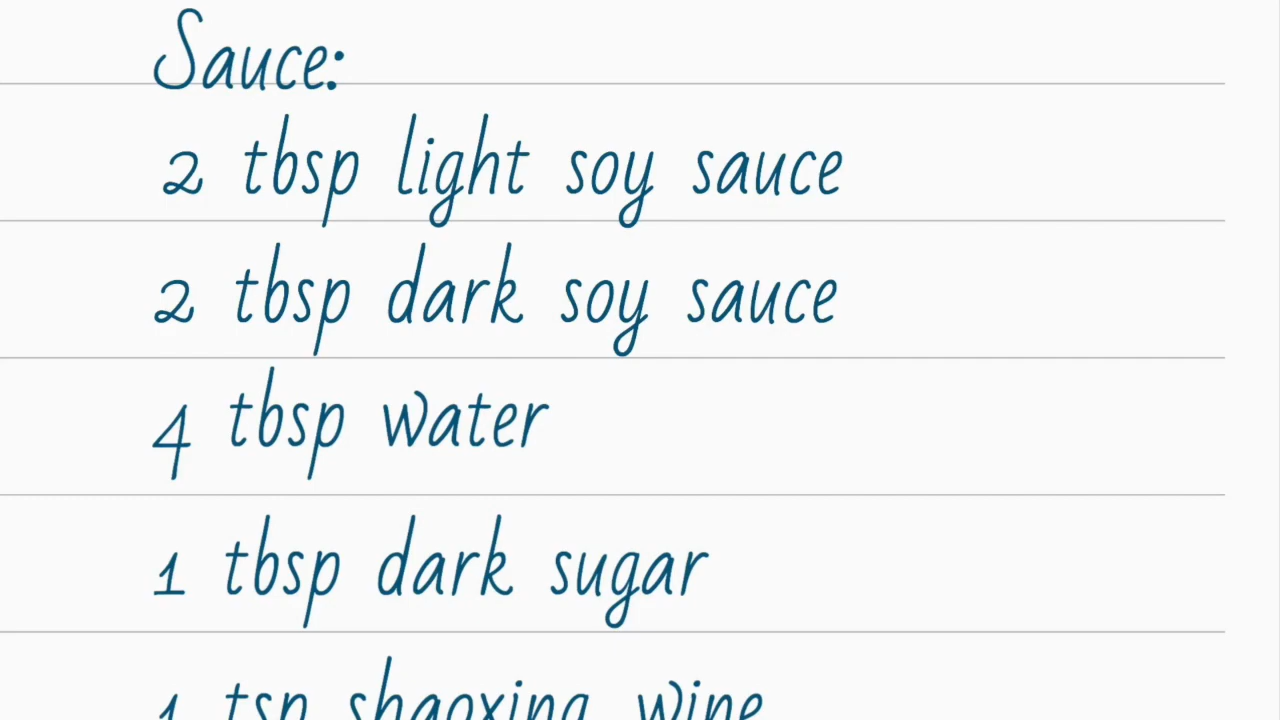 Sauce:
2 tbsp light soy sauce
2 tbsp dark soy sauce
4 tbsp water
1 tbsp dark sugar
1 tsp shaoxing wine